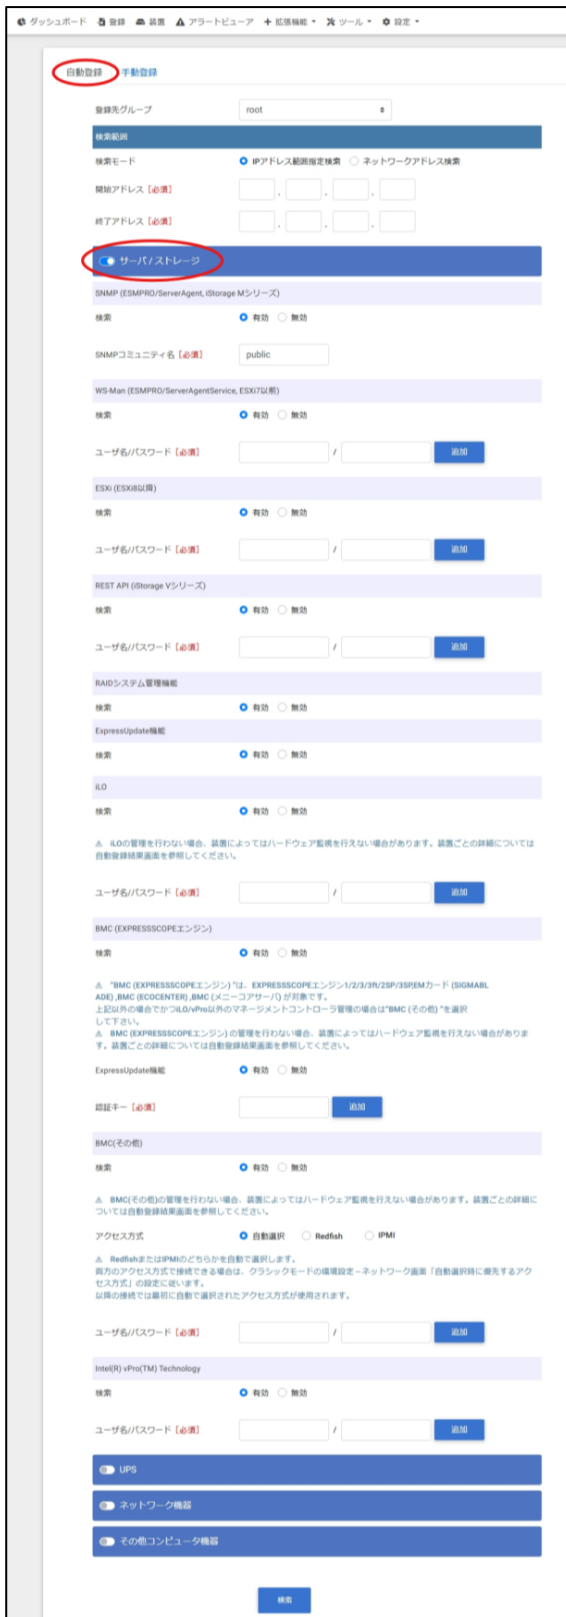 ダッシュボード 登録 装置 アラートビューア 拡張機能 ツール 設定
自動登録 手動登録
登録先グループ root
検索範囲
検索モード IPアドレス範囲指定検索 ネットワークアドレス検索
開始アドレス [必須] . . .
終了アドレス [必須] . . .
サーバ / ストレージ
SNMP (ESMPRO/ServerAgent, iStorage Mシリーズ)
検索 有効 無効
SNMPコミュニティ名 [必須] public
WS-Man (ESMPRO/ServerAgentService, ESXi7以前)
検索 有効 無効
ユーザ名/パスワード [必須] / 追加
ESXi (ESXi8以降)
検索 有効 無効
ユーザ名/パスワード [必須] / 追加
REST API (iStorage Vシリーズ)
検索 有効 無効
ユーザ名/パスワード [必須] / 追加
RAIDシステム管理機能
検索 有効 無効
ExpressUpdate機能
検索 有効 無効
iLO
検索 有効 無効
iLOの管理を行わない場合、装置によってはハードウェア監視を行えない場合があります。装置ごとの詳細については
自動登録結果画面を参照してください。
ユーザ名/パスワード [必須] / 追加
BMC (EXPRESSSCOPEエンジン)
検索 有効 無効
"BMC (EXPRESSSCOPEエンジン) "は、EXPRESSSCOPEエンジン1/2/3/3ft/2SP/3SP,EMカード (SIGMABL
ADE) ,BMC (ECOCENTER) ,BMC (メニーコアサーバ) が対象です。
上記以外の場合でかつiLO/vPro以外のマネージメントコントローラ管理の場合は"BMC (その他) "を選択
して下さい。
BMC (EXPRESSSCOPEエンジン) の管理を行わない場合、装置によってはハードウェア監視を行えない場合がありま
す。装置ごとの詳細については自動登録結果画面を参照してください。
ExpressUpdate機能 有効 無効
認証キー [必須] 追加
BMC(その他)
検索 有効 無効
BMC(その他)の管理を行わない場合、装置によってはハードウェア監視を行えない場合があります。装置ごとの詳細に
ついては自動登録結果画面を参照してください。
アクセス方式 自動選択 Redfish IPMI
RedfishまたはIPMIのどちらかを自動で選択します。
両方のアクセス方式で接続できる場合は、クラシックモードの環境設定－ネットワーク画面「自動選択時に優先するアク
セス方式」の設定に従います。
以降の接続では最初に自動で選択されたアクセス方式が使用されます。
ユーザ名/パスワード [必須] / 追加
Intel(R) vPro(TM) Technology
検索 有効 無効
ユーザ名/パスワード [必須] / 追加
UPS
ネットワーク機器
その他コンピュータ機器
検索